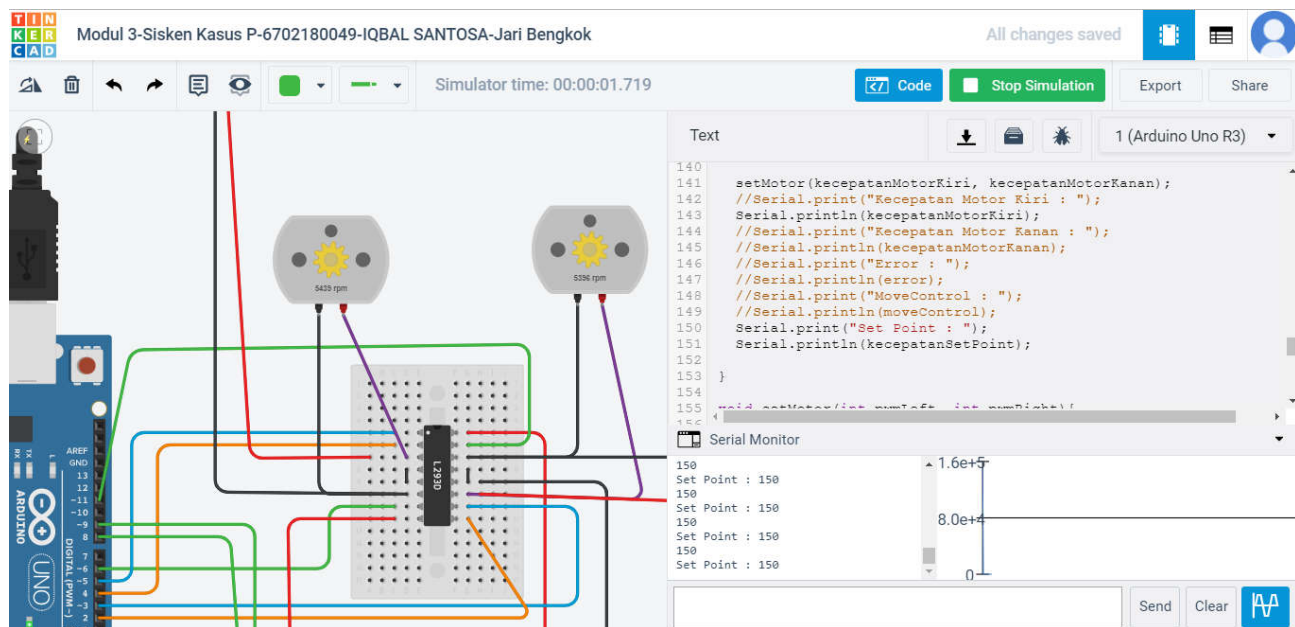 TIN
KER
CAD
Modul 3-Sisken Kasus P-6702180049-IQBAL SANTOSA-Jari Bengkok
All changes saved
Simulator time: 00:00:01.719
Code
Stop Simulation
Export
Share
Text
1 (Arduino Uno R3)
140
141 setMotor(kecepatanMotorKiri, kecepatanMotorKanan);
142 //Serial.print("Kecepatan Motor Kiri : ");
143 Serial.println(kecepatanMotorKiri);
144 //Serial.print("Kecepatan Motor Kanan : ");
145 //Serial.println(kecepatanMotorKanan);
146 //Serial.print("Error : ");
147 //Serial.println(error);
148 //Serial.print("MoveControl : ");
149 //Serial.println(moveControl);
150 Serial.print("Set Point : ");
151 Serial.println(kecepatanSetPoint);
152
153 }
154
155 void setMotor(int pwmLeft, int pwmRight){
156
Serial Monitor
150
Set Point : 150
150
Set Point : 150
150
Set Point : 150
150
Set Point : 150
1.6e+5
8.0e+4
0
Send
Clear
5439 rpm
5396 rpm
L293D
AREF
GND
13
12
~11
~10
~9
8
7
~6
~5
4
~3
2
DIGITAL (PWM~)
L
TX
RX
ARDUINO
UNO